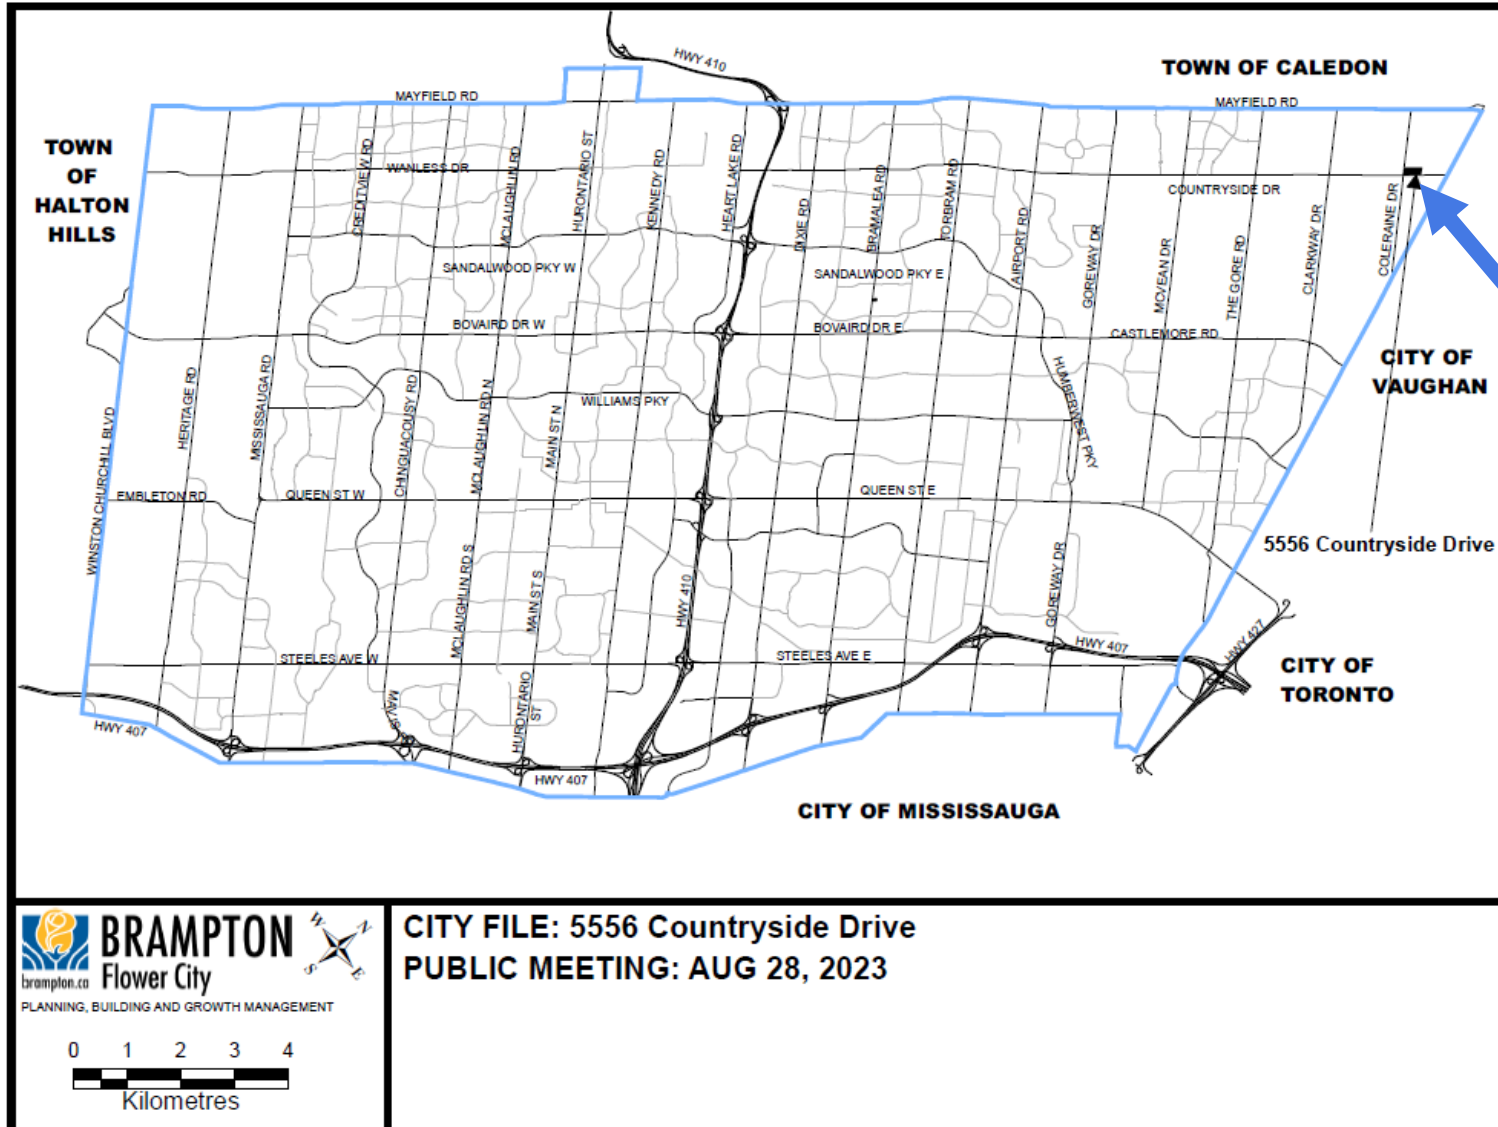 HWY 410
TOWN OF CALEDON
MAYFIELD RD
MAYFIELD RD
TOWN
OF
HALTON
HILLS
WANLESS DR
COUNTRYSIDE DR
CREDITVIEW RD
MCLAUGHLIN RD
HURONTARIO ST
KENNEDY RD
HEART LAKE RD
DIXIE RD
BRAMALEA RD
TORBRAM RD
AIRPORT RD
GOREWAY DR
MCVEAN DR
THE GORE RD
CLARKWAY DR
COLERAINE DR
SANDALWOOD PKY W
SANDALWOOD PKY E
BOVAIRD DR W
BOVAIRD DR E
CASTLEMORE RD
CITY OF
VAUGHAN
HERITAGE RD
MISSISSAUGA RD
CHINGUACOUSY RD
MCLAUGHLIN RD N
MAIN ST N
WILLIAMS PKY
HUMBERWEST PKY
WINSTON CHURCHILL BLVD
EMBLETON RD
QUEEN ST W
QUEEN ST E
5556 Countryside Drive
MCLAUGHLIN RD S
MAIN ST S
HWY 410
GOREWAY DR
STEELES AVE W
STEELES AVE E
HWY 407
HWY 427
CITY OF
TORONTO
HWY 407
HURONTARIO
ST
HWY 407
CITY OF MISSISSAUGA
BRAMPTON
brampton.ca Flower City
PLANNING, BUILDING AND GROWTH MANAGEMENT
W N
S E
0 1 2 3 4
Kilometres
CITY FILE: 5556 Countryside Drive
PUBLIC MEETING: AUG 28, 2023